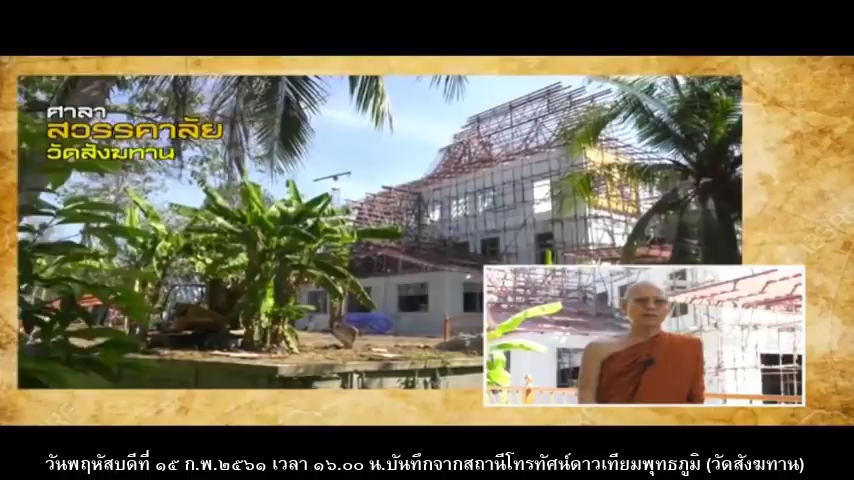 ศาลา
สวรรคาลัย
วัดสังฆทาน
วันพฤหัสบดีที่ ๑๕ ก.พ.๒๕๖๑ เวลา ๑๖.๐๐ น.บันทึกจากสถานีโทรทัศน์ดาวเทียมพุทธภูมิ (วัดสังฆทาน)